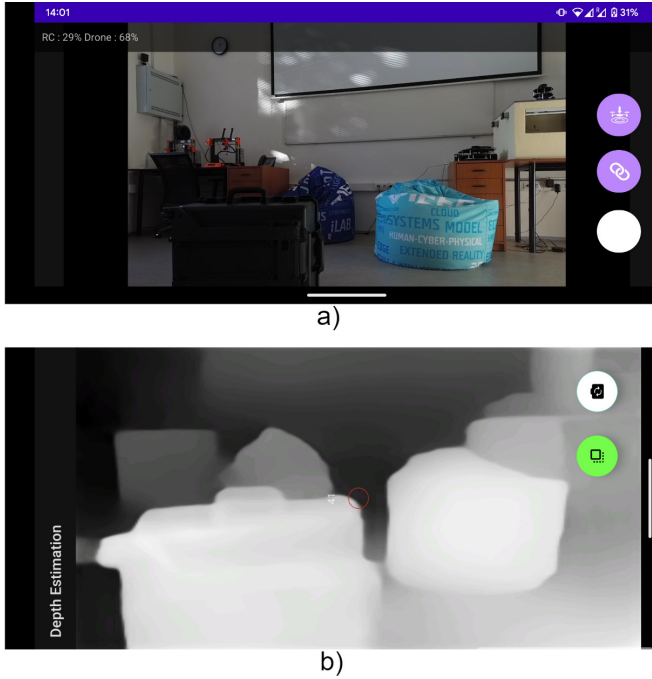 14:01
31%
RC : 29% Drone : 68%
iLAB
CLOUD
SYSTEMS MODEL
HUMAN-CYBER-PHYSICAL
EXTENDED REALITY
a)
Depth Estimation
b)